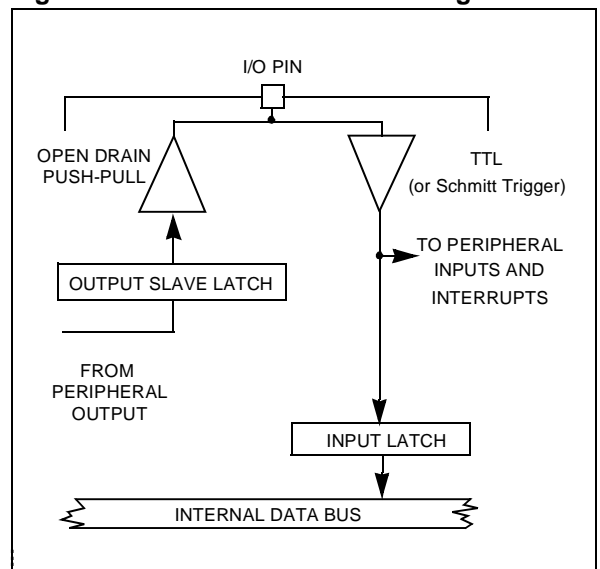 I/O PIN
OPEN DRAIN
PUSH-PULL
TTL
(or Schmitt Trigger)
TO PERIPHERAL
INPUTS AND
INTERRUPTS
OUTPUT SLAVE LATCH
FROM
PERIPHERAL
OUTPUT
INPUT LATCH
INTERNAL DATA BUS